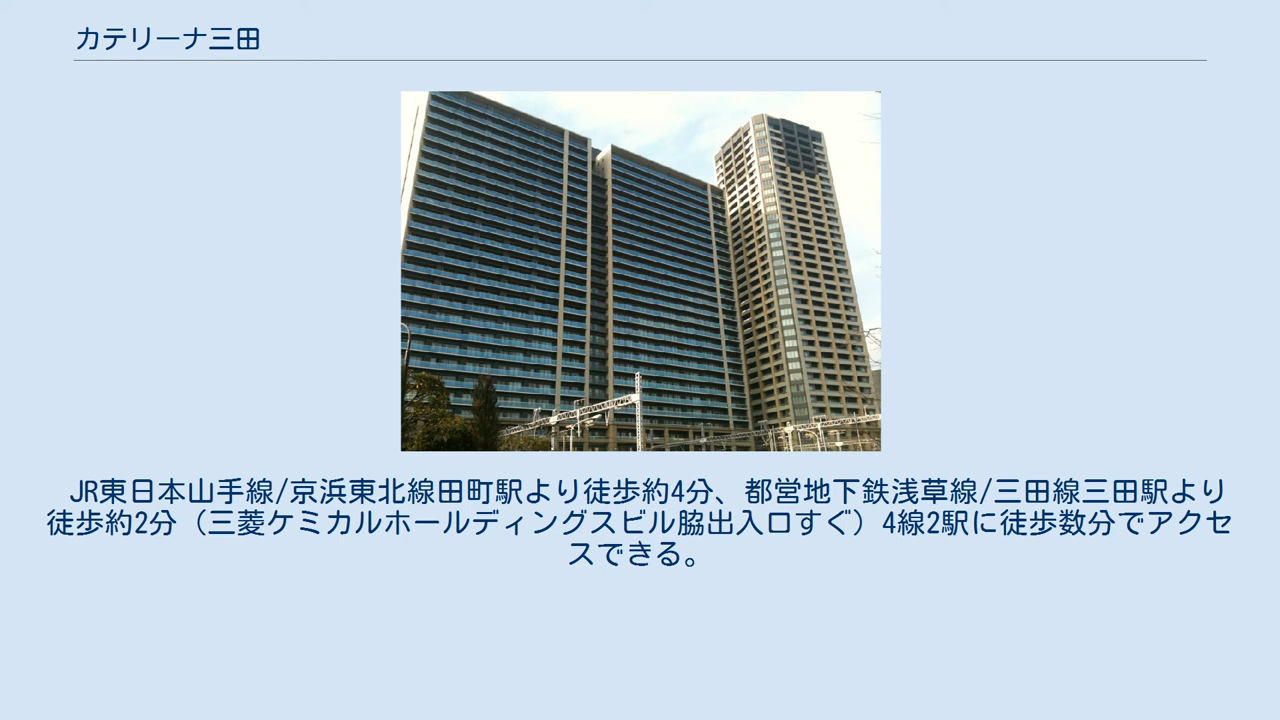 カテリーナ三田
JR東日本山手線/京浜東北線田町駅より徒歩約4分、都営地下鉄浅草線/三田線三田駅より
徒歩約2分（三菱ケミカルホールディングスビル脇出入口すぐ）4線2駅に徒歩数分でアクセ
スできる。